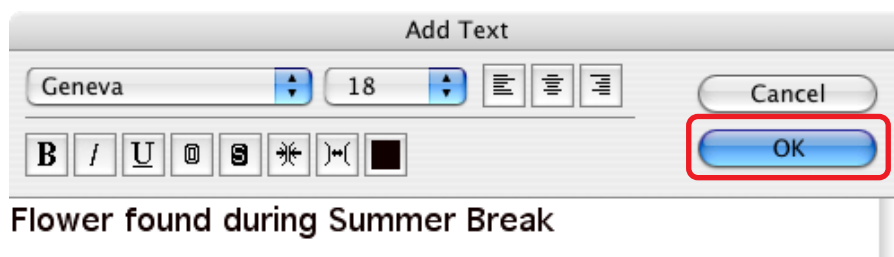 Add Text
Geneva 18
Cancel
B I U O S
OK
Flower found during Summer Break